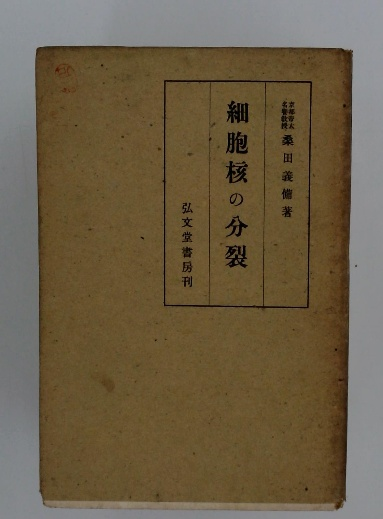 京都帝大
名誉教授
桑田義備著
細胞核の分裂
弘文堂書房刊